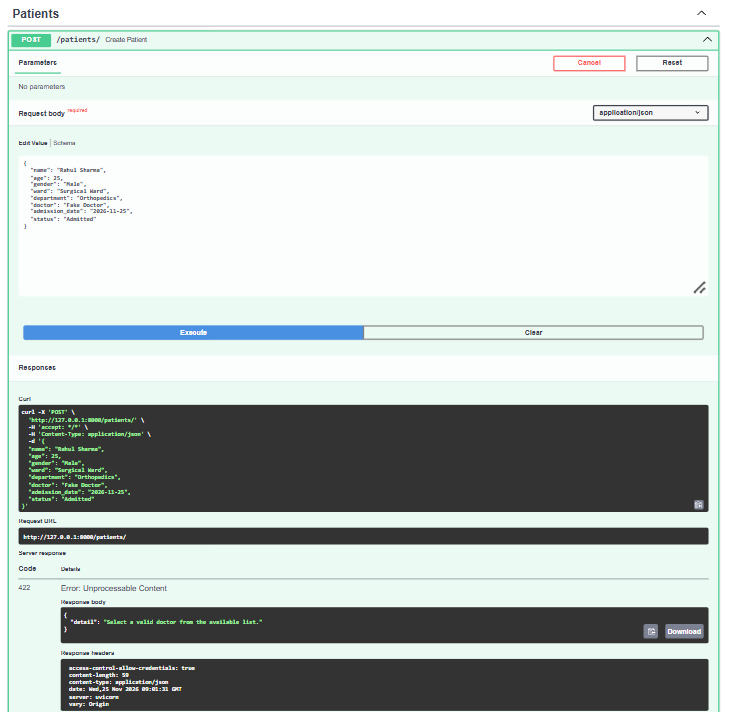 Patients
POST /patients/ Create Patient
Parameters
Cancel
Reset
No parameters
Request body required
application/json
Edit Value | Schema
{
"name": "Rahul Sharma",
"age": 25,
"gender": "Male",
"ward": "Surgical Ward",
"department": "Orthopedics",
"doctor": "Fake Doctor",
"admission_date": "2026-11-25",
"status": "Admitted"
}
Execute
Clear
Responses
Curl
curl -X 'POST' \
'http://127.0.0.1:8000/patients/' \
-H 'accept: */*' \
-H 'Content-Type: application/json' \
-d '{
"name": "Rahul Sharma",
"age": 25,
"gender": "Male",
"ward": "Surgical Ward",
"department": "Orthopedics",
"doctor": "Fake Doctor",
"admission_date": "2026-11-25",
"status": "Admitted"
}'
Request URL
http://127.0.0.1:8000/patients/
Server response
Code Details
422 Error: Unprocessable Content
Response body
{
"detail": "Select a valid doctor from the available list."
}
Download
Response headers
access-control-allow-credentials: true
content-length: 59
content-type: application/json
date: Wed,25 Nov 2026 09:01:31 GMT
server: uvicorn
vary: Origin